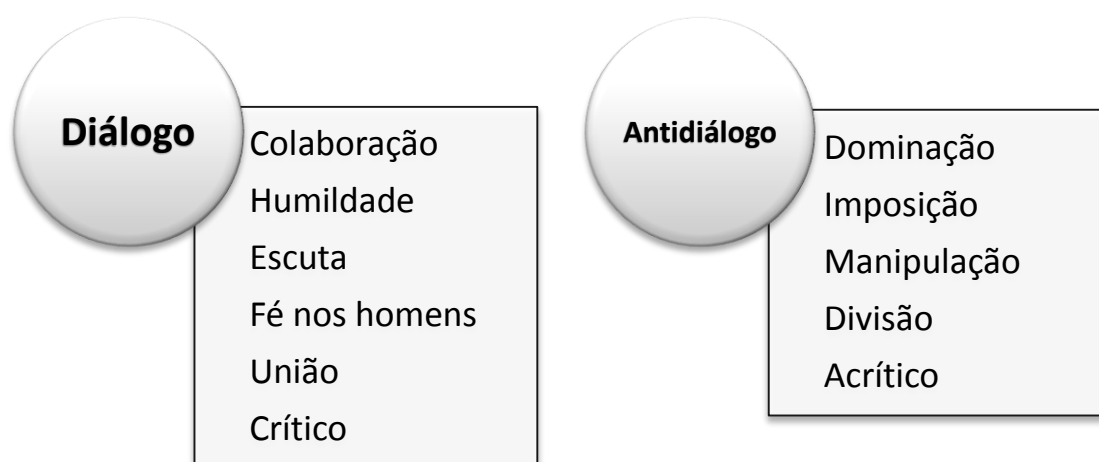 Diálogo
Colaboração
Humildade
Escuta
Fé nos homens
União
Crítico
Antidiálogo
Dominação
Imposição
Manipulação
Divisão
Acrítico